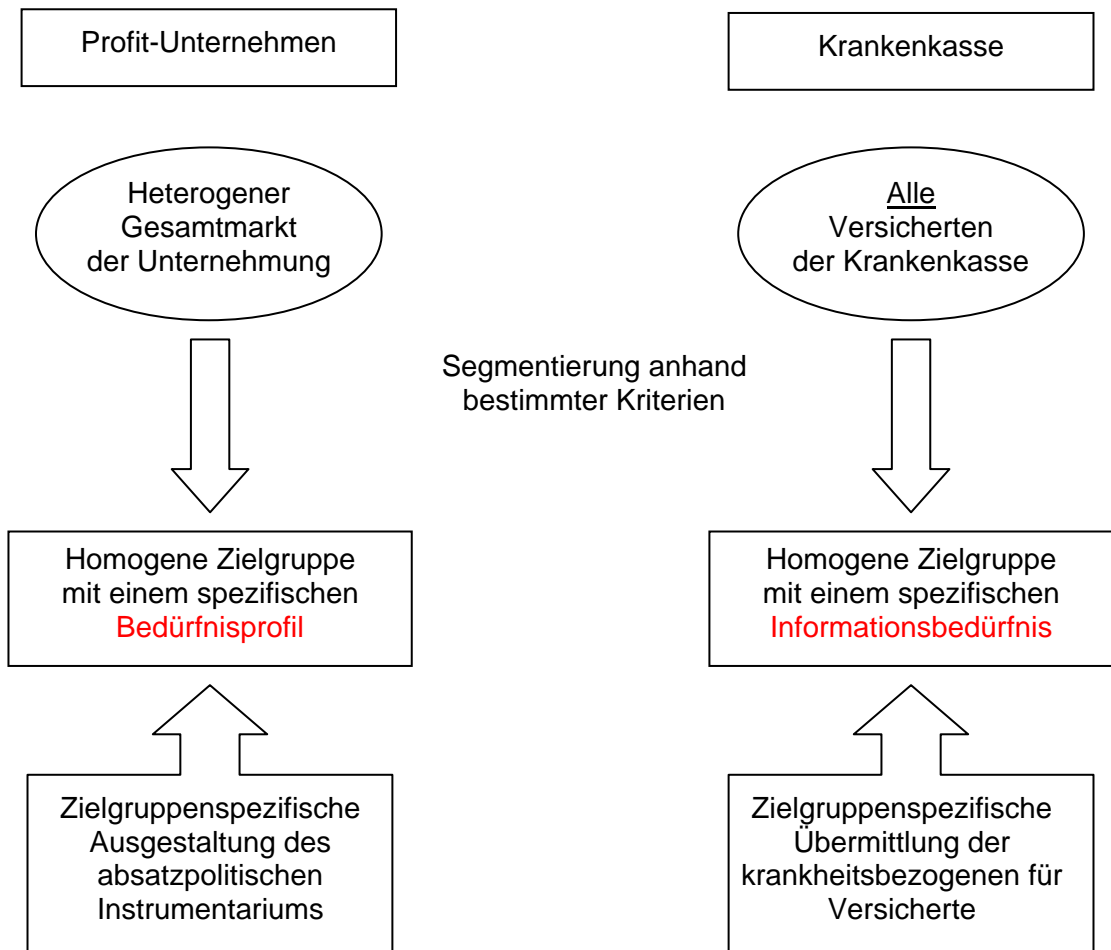 Profit-Unternehmen
Krankenkasse
Heterogener
Gesamtmarkt
der Unternehmung
Alle
Versicherten
der Krankenkasse
Segmentierung anhand
bestimmter Kriterien
Homogene Zielgruppe
mit einem spezifischen
Bedürfnisprofil
Homogene Zielgruppe
mit einem spezifischen
Informationsbedürfnis
Zielgruppenspezifische
Ausgestaltung des
absatzpolitischen
Instrumentariums
Zielgruppenspezifische
Übermittlung der
krankheitsbezogenen für
Versicherte